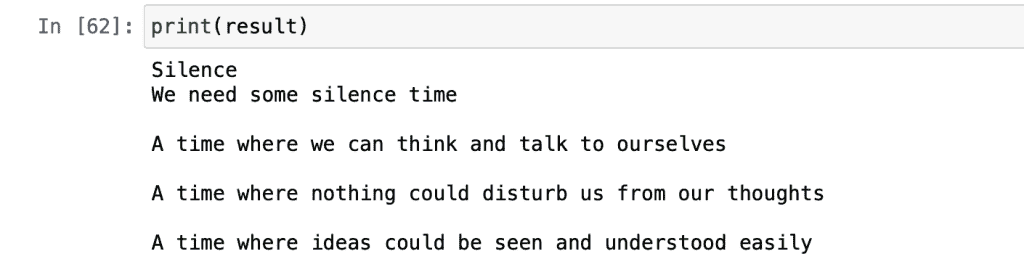 In [62]: print(result)
Silence
We need some silence time
A time where we can think and talk to ourselves
A time where nothing could disturb us from our thoughts
A time where ideas could be seen and understood easily